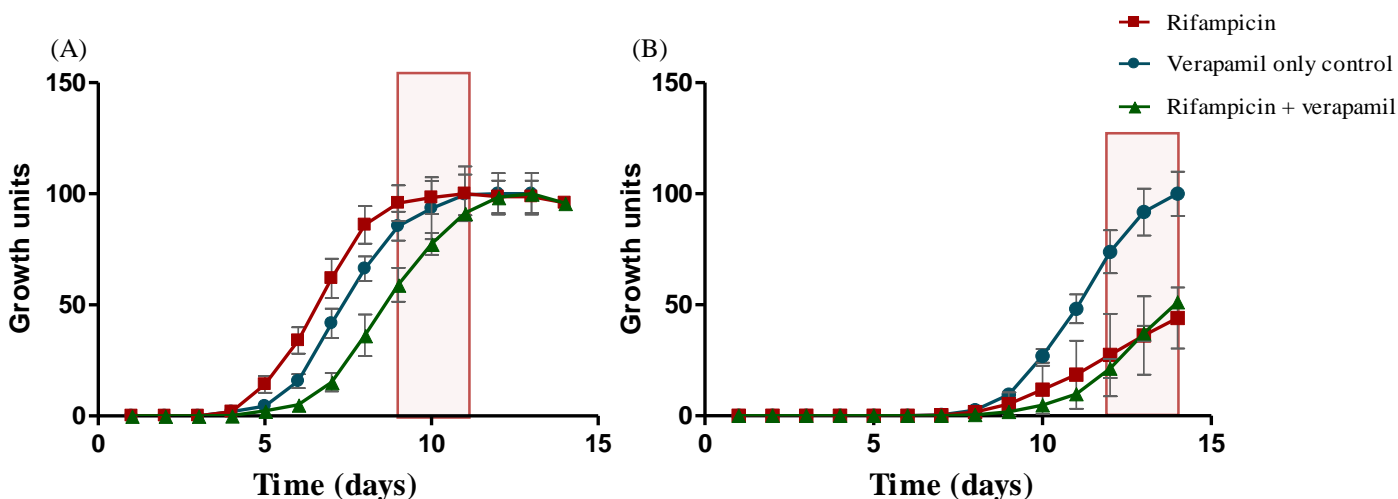 (A)
150
100
50
0
Growth units
0 5 10 15
Time (days)
(B)
150
100
50
0
Growth units
0 5 10 15
Time (days)
Rifampicin
Verapamil only control
Rifampicin + verapamil